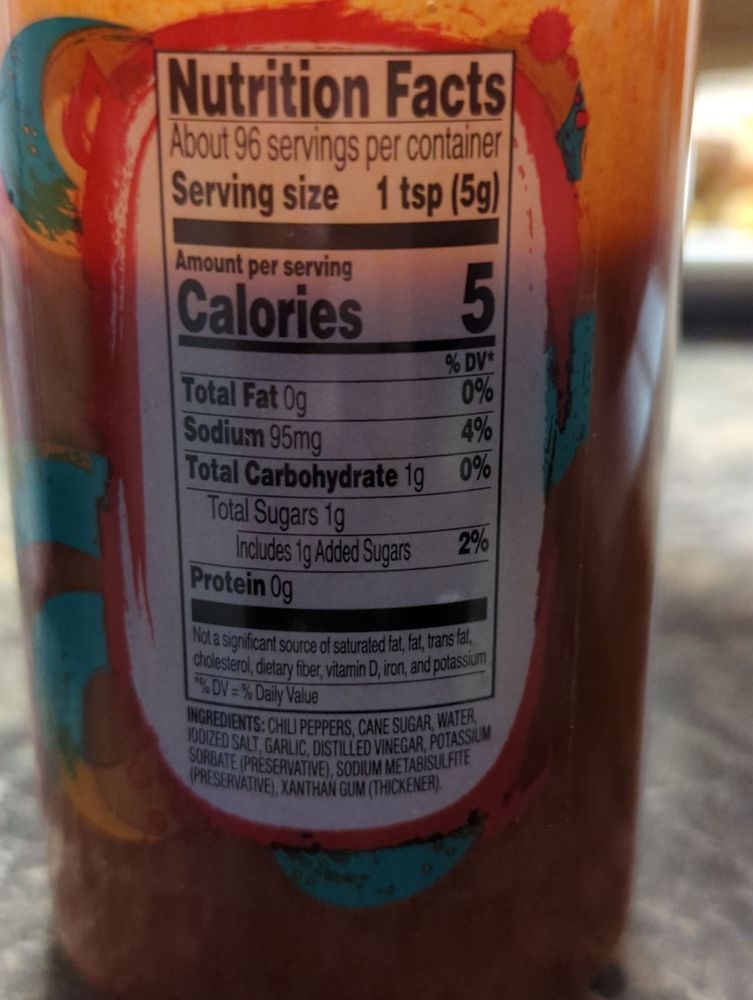 Nutrition Facts
About 96 servings per container
Serving size 1 tsp (5g)
Amount per serving
Calories 5
% DV*
Total Fat 0g 0%
Sodium 95mg 4%
Total Carbohydrate 1g 0%
Total Sugars 1g
Includes 1g Added Sugars 2%
Protein 0g
Not a significant source of saturated fat, fat, trans fat,
cholesterol, dietary fiber, vitamin D, iron, and potassium
*% DV = % Daily Value
INGREDIENTS: CHILI PEPPERS, CANE SUGAR, WATER,
IODIZED SALT, GARLIC, DISTILLED VINEGAR, POTASSIUM
SORBATE (PRESERVATIVE), SODIUM METABISULFITE
(PRESERVATIVE), XANTHAN GUM (THICKENER).